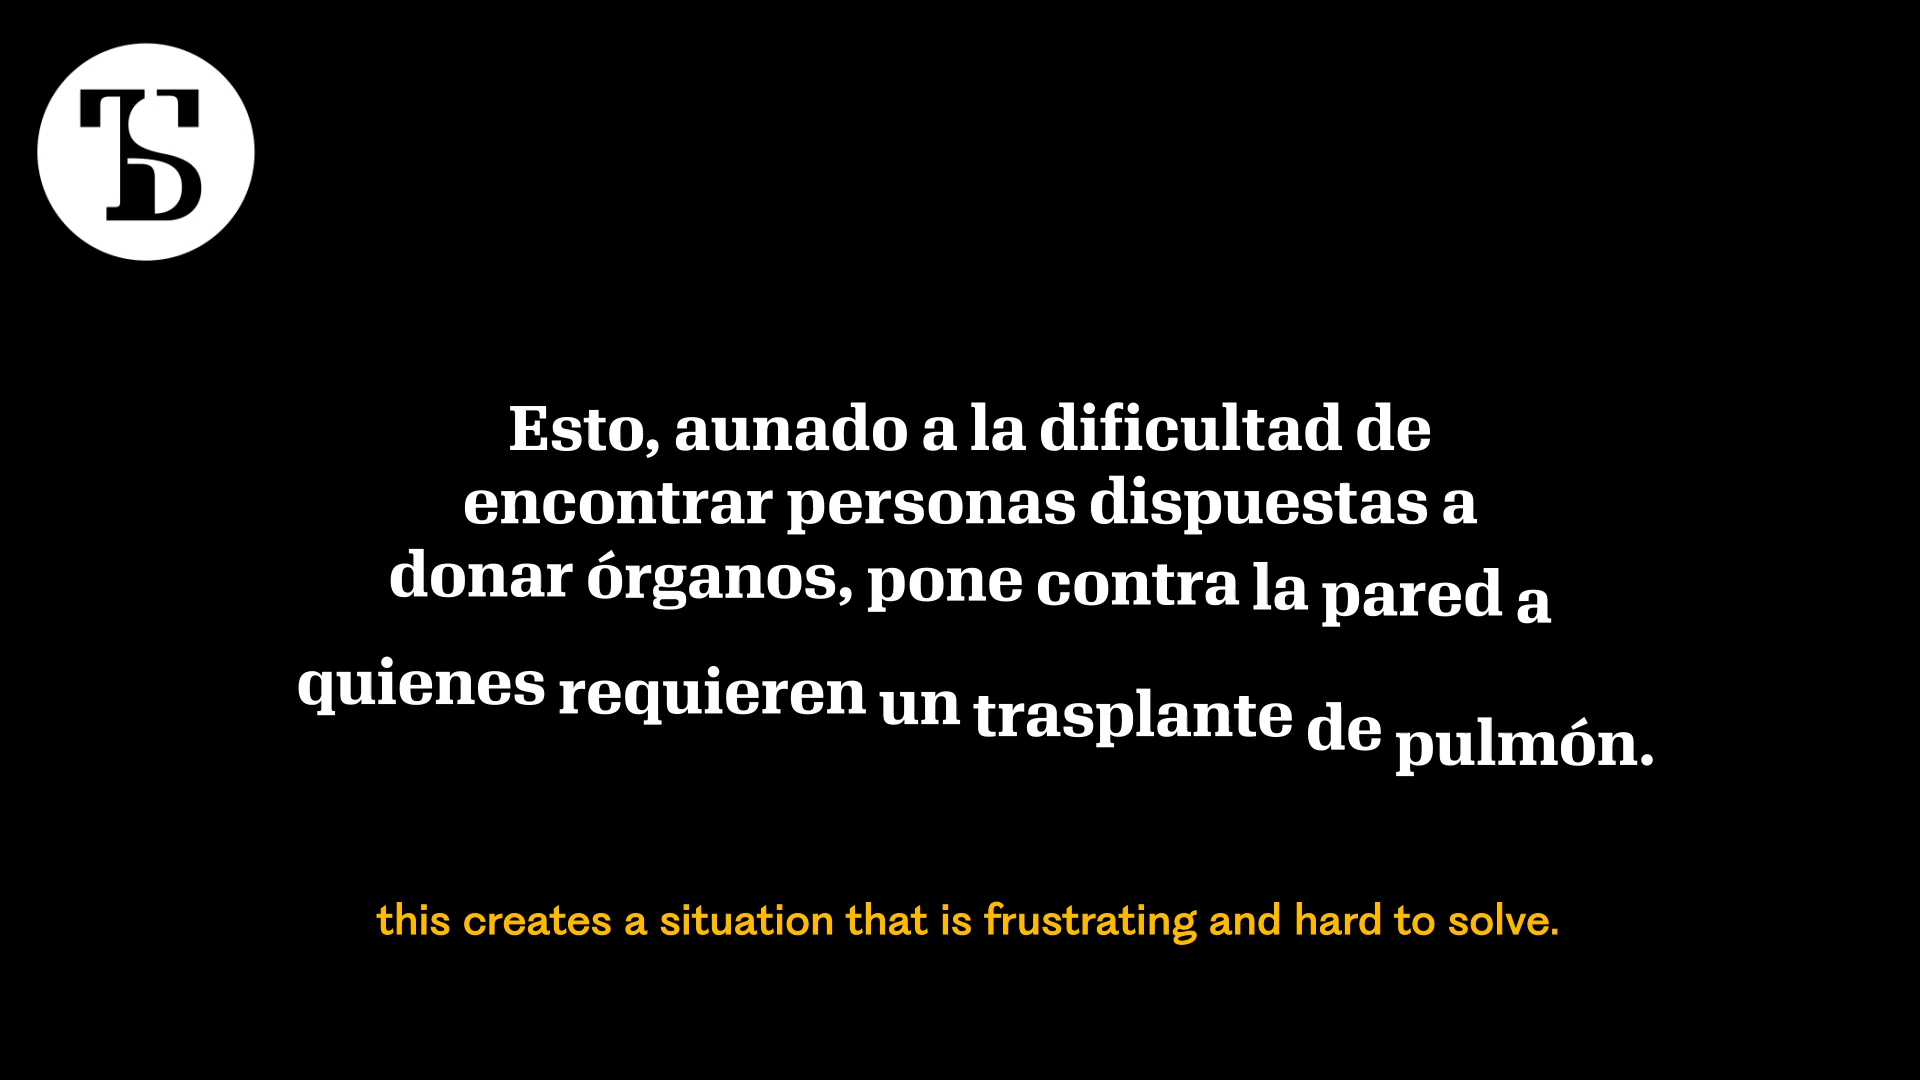 TS
Esto, aunado a la dificultad de
encontrar personas dispuestas a
donar órganos, pone contra la pared a
quienes requieren un trasplante de pulmón.
this creates a situation that is frustrating and hard to solve.